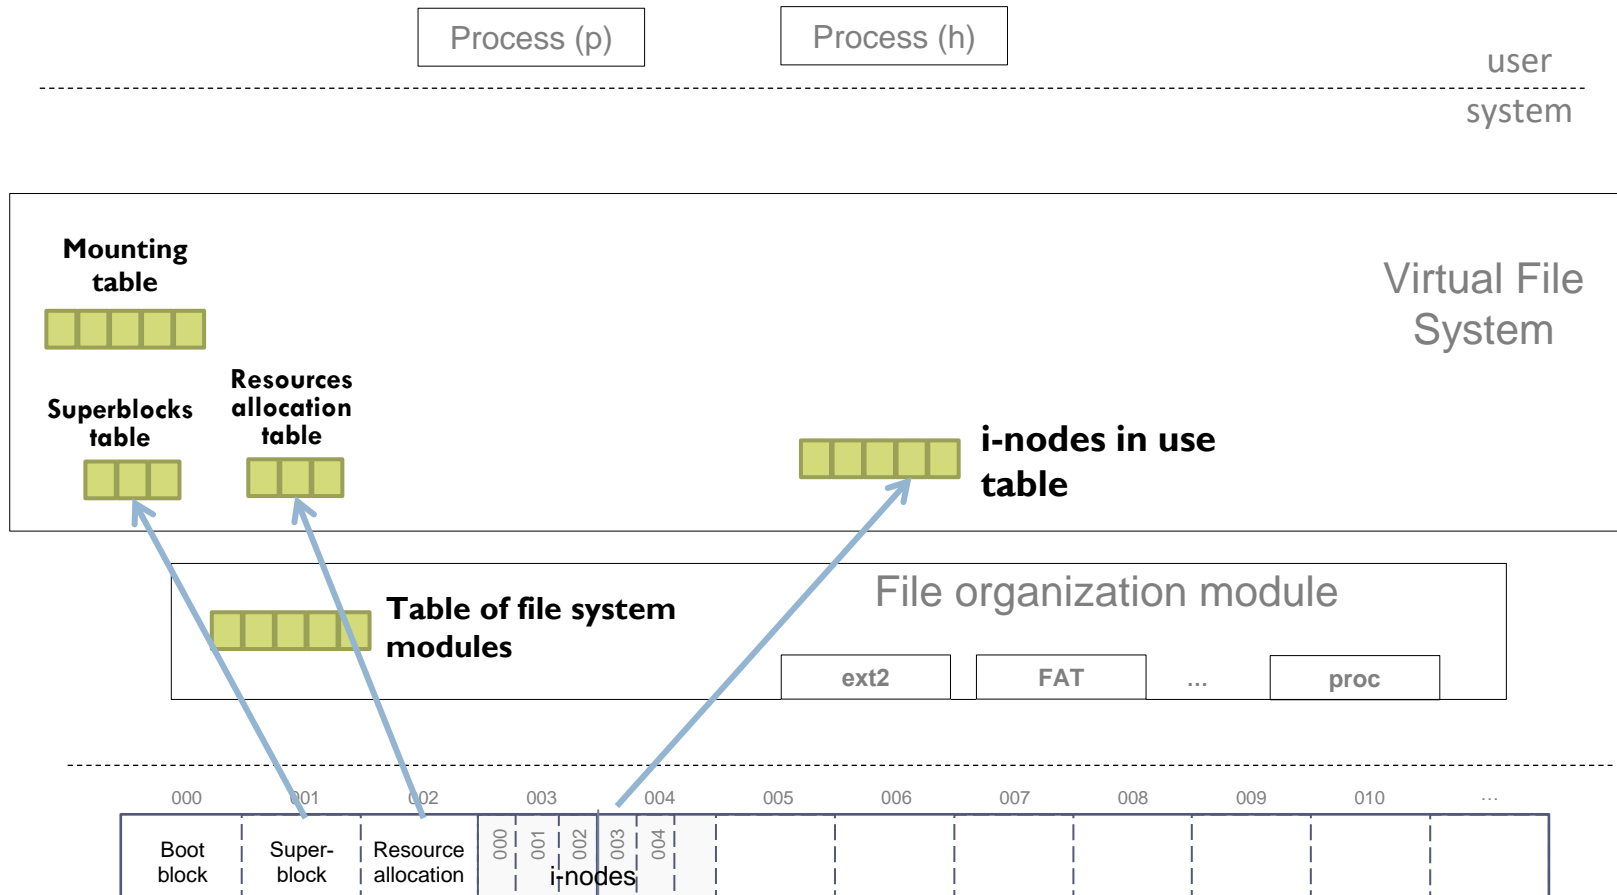 Process (p)
Process (h)
user
system
Mounting
table
Virtual File
System
Superblocks
table
Resources
allocation
table
i-nodes in use
table
File organization module
Table of file system
modules
ext2
FAT
...
proc
000
001
002
003
004
005
006
007
008
009
010
...
Boot
block
Super-
block
Resource
allocation
000
001
002
003
004
i-nodes